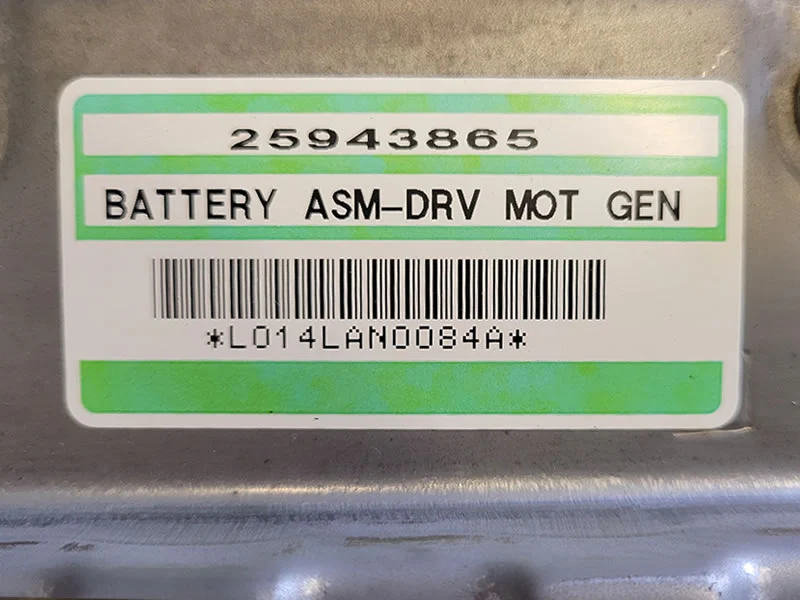 25943865
BATTERY ASM-DRV MOT GEN
*L014LAN0084A*